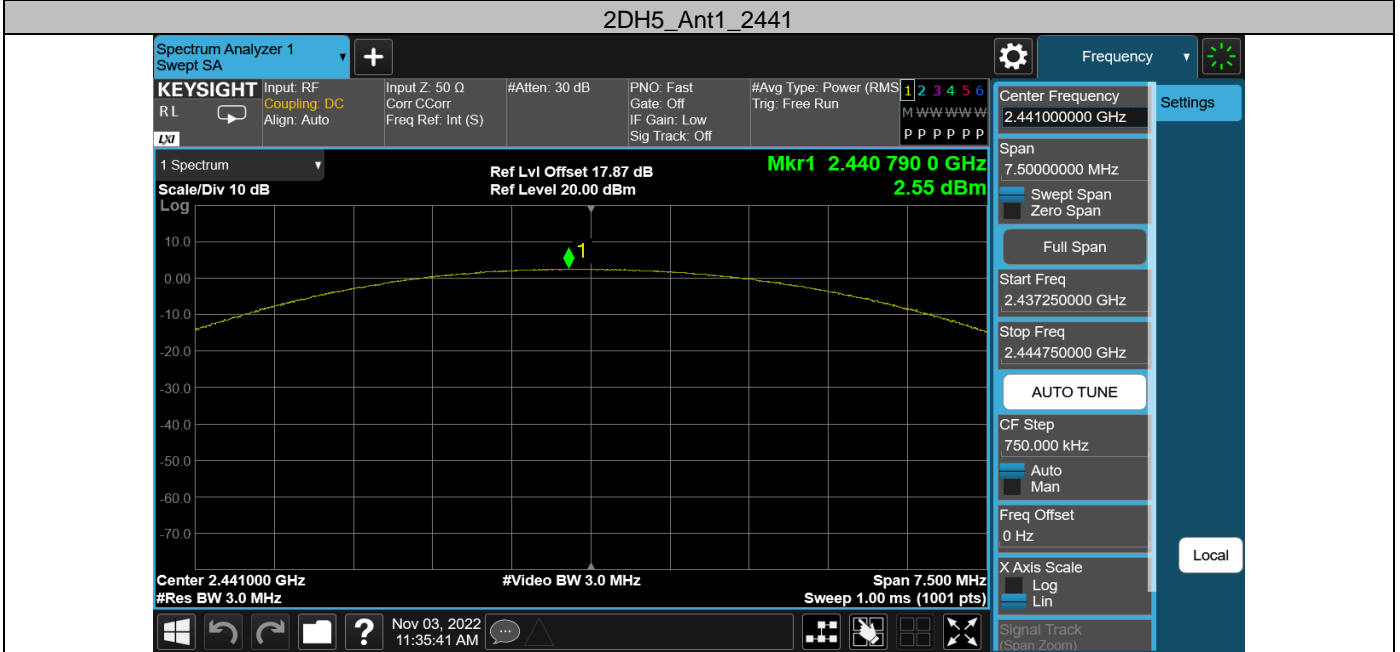 2DH5_Ant1_2441
Spectrum Analyzer 1
Swept SA
+
Frequency
KEYSIGHT
RL
LXI
Input: RF
Coupling: DC
Align: Auto
Input Z: 50 Ω
Corr CCorr
Freq Ref: Int (S)
#Atten: 30 dB
PNO: Fast
Gate: Off
IF Gain: Low
Sig Track: Off
#Avg Type: Power (RMS
Trig: Free Run
1 2 3 4 5 6
M W W W W W
P P P P P P
1 Spectrum
Scale/Div 10 dB
Log
Ref Lvl Offset 17.87 dB
Ref Level 20.00 dBm
Mkr1 2.440 790 0 GHz
2.55 dBm
1
10.0
0.00
-10.0
-20.0
-30.0
-40.0
-50.0
-60.0
-70.0
Center 2.441000 GHz
#Video BW 3.0 MHz
Span 7.500 MHz
#Res BW 3.0 MHz
Sweep 1.00 ms (1001 pts)
Center Frequency
2.441000000 GHz
Settings
Span
7.50000000 MHz
Swept Span
Zero Span
Full Span
Start Freq
2.437250000 GHz
Stop Freq
2.444750000 GHz
AUTO TUNE
CF Step
750.000 kHz
Auto
Man
Freq Offset
0 Hz
Local
X Axis Scale
Log
Lin
Signal Track
(Span Zoom)
?
Nov 03, 2022
11:35:41 AM